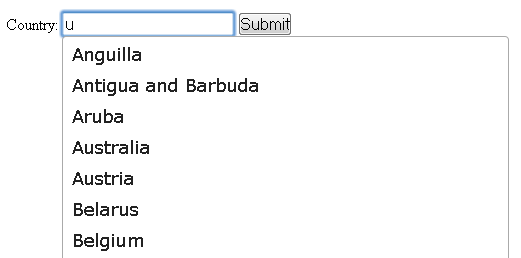 Country: u Submit
Anguilla
Antigua and Barbuda
Aruba
Australia
Austria
Belarus
Belgium